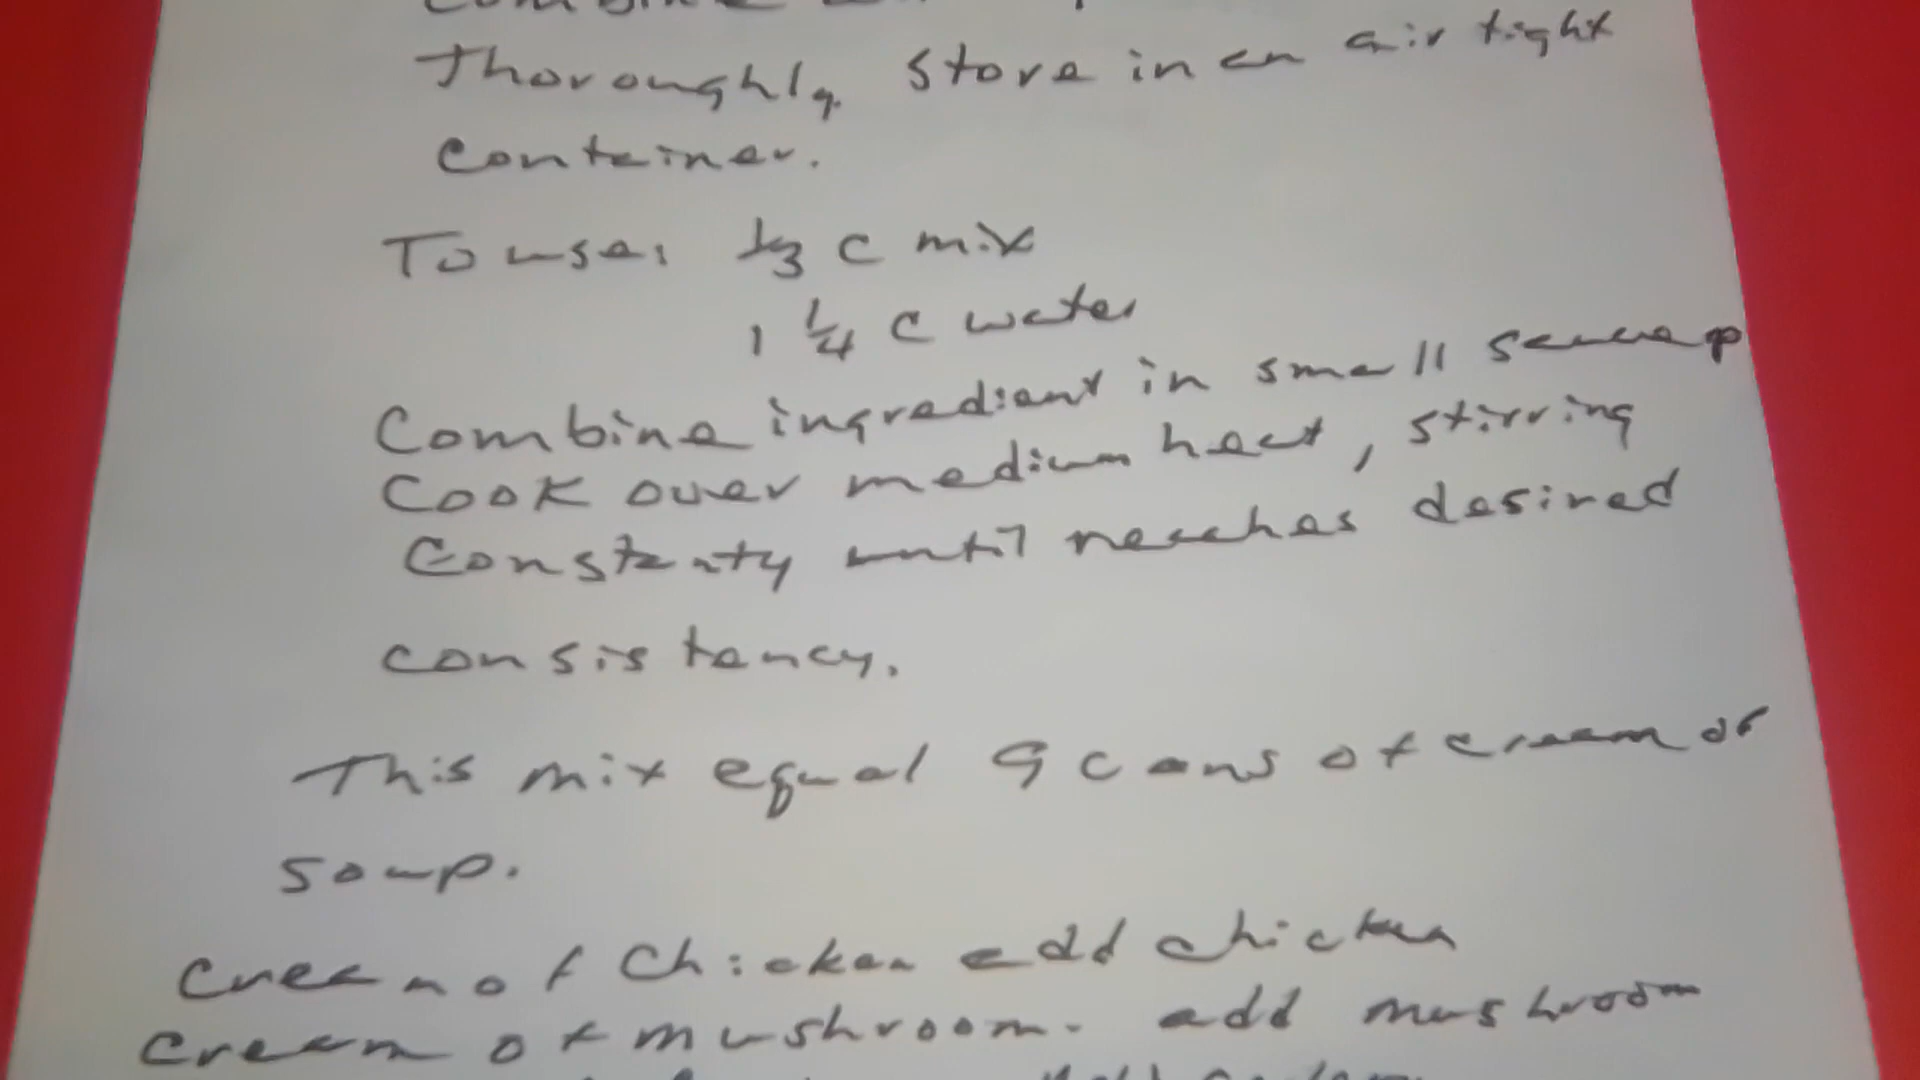 Combine
Thoroughly. Store in an air tight
Container.
To use: 1/3 C mix
1 1/4 C water
Combine ingredient in small saucep
Cook over medium heat, stirring
Constanty until reaches desired
consistency.
This mix equal 9 cans of cream of
soup.
Cream of Chicken add chicken
Cream of mushroom. add mushroom